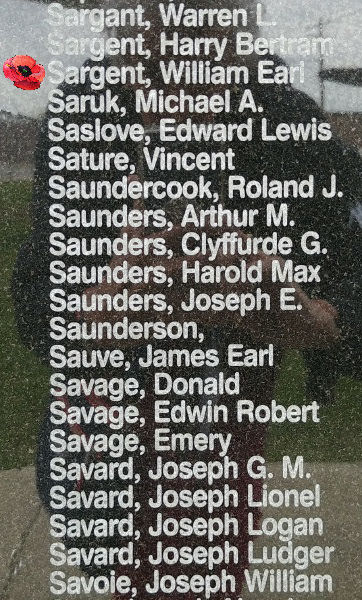 Sargant, Warren L.
Sargent, Harry Bertram
Sargent, William Earl
Saruk, Michael A.
Saslove, Edward Lewis
Sature, Vincent
Saundercook, Roland J.
Saunders, Arthur M.
Saunders, Clyffurde G.
Saunders, Harold Max
Saunders, Joseph E.
Saunderson,
Sauve, James Earl
Savage, Donald
Savage, Edwin Robert
Savage, Emery
Savard, Joseph G. M.
Savard, Joseph Lionel
Savard, Joseph Logan
Savard, Joseph Ludger
Savoie, Joseph William